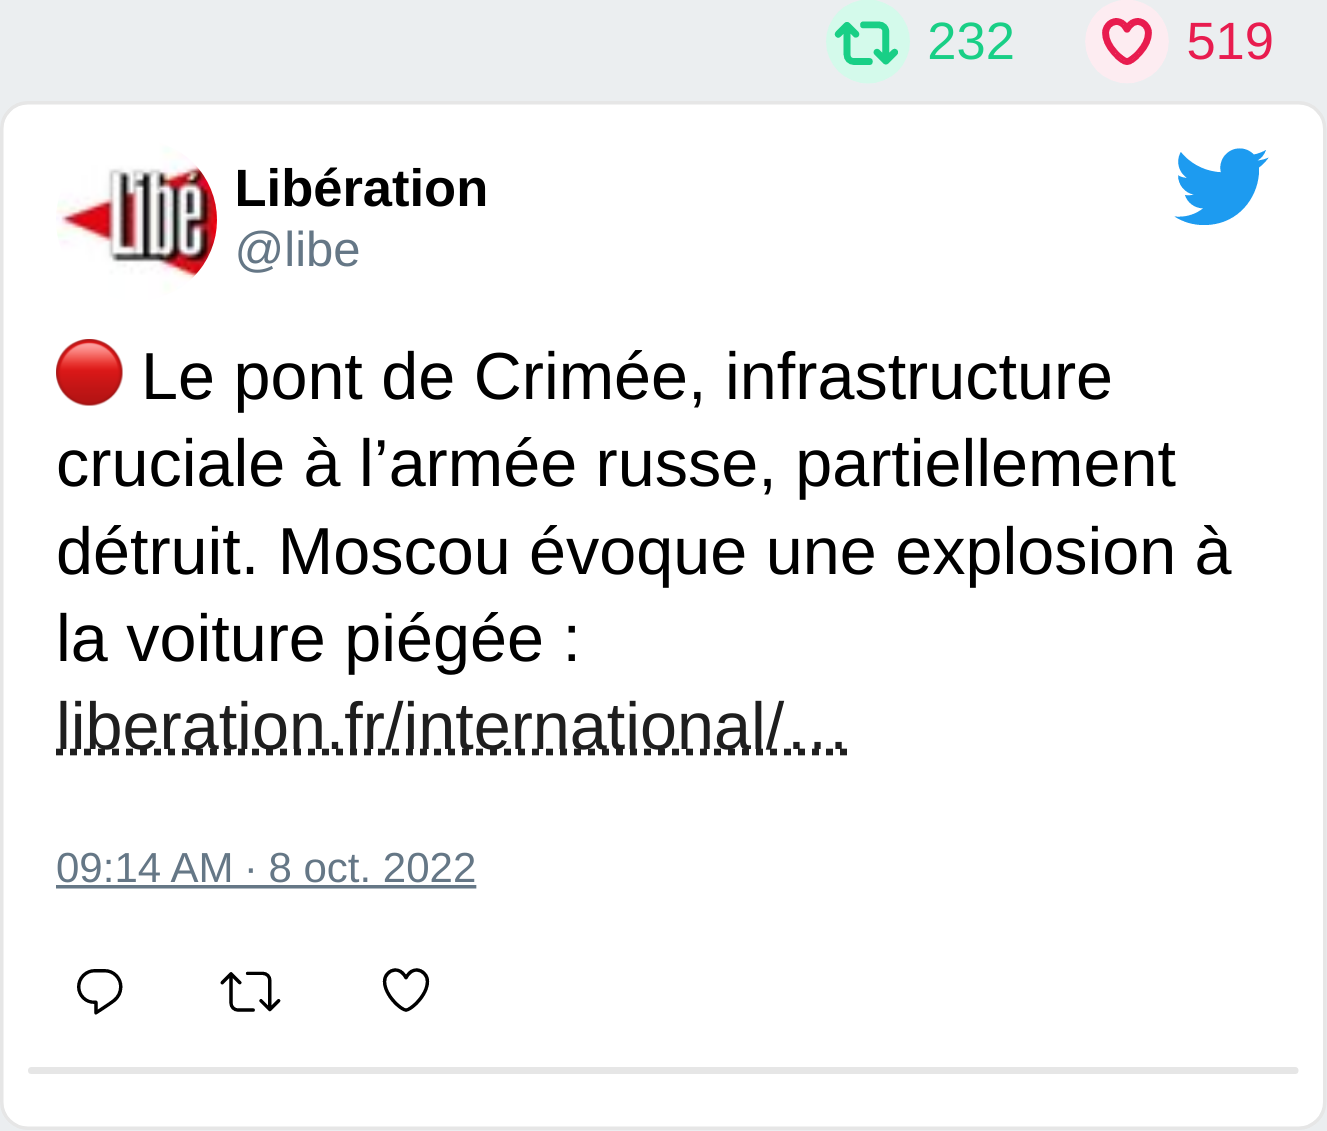 232 519
Libé
Libération
@libe
🔴 Le pont de Crimée, infrastructure
cruciale à l’armée russe, partiellement
détruit. Moscou évoque une explosion à
la voiture piégée :
liberation.fr/international/…
09:14 AM · 8 oct. 2022